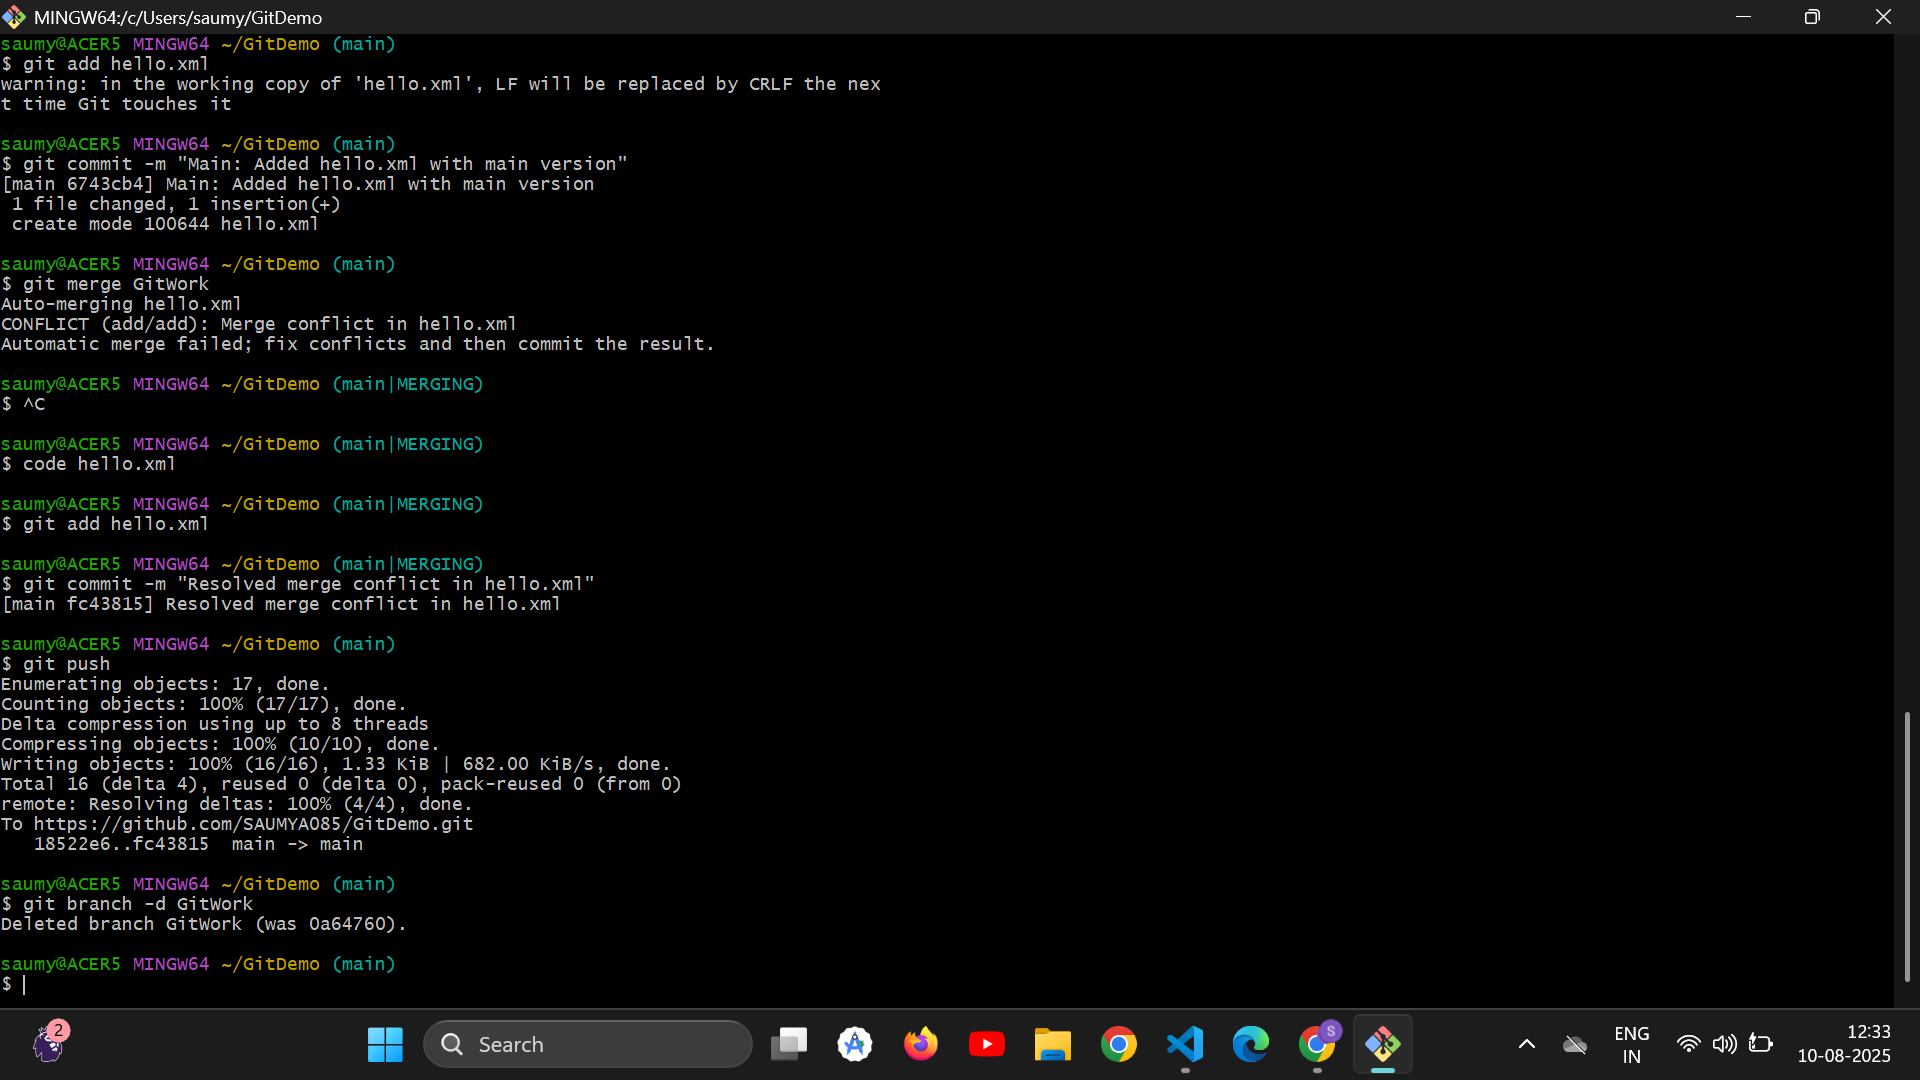 MINGW64:/c/Users/saumy/GitDemo
saumy@ACER5 MINGW64 ~/GitDemo (main)
$ git add hello.xml
warning: in the working copy of 'hello.xml', LF will be replaced by CRLF the nex
t time Git touches it
saumy@ACER5 MINGW64 ~/GitDemo (main)
$ git commit -m "Main: Added hello.xml with main version"
[main 6743cb4] Main: Added hello.xml with main version
 1 file changed, 1 insertion(+)
 create mode 100644 hello.xml
saumy@ACER5 MINGW64 ~/GitDemo (main)
$ git merge GitWork
Auto-merging hello.xml
CONFLICT (add/add): Merge conflict in hello.xml
Automatic merge failed; fix conflicts and then commit the result.
saumy@ACER5 MINGW64 ~/GitDemo (main|MERGING)
$ ^C
saumy@ACER5 MINGW64 ~/GitDemo (main|MERGING)
$ code hello.xml
saumy@ACER5 MINGW64 ~/GitDemo (main|MERGING)
$ git add hello.xml
saumy@ACER5 MINGW64 ~/GitDemo (main|MERGING)
$ git commit -m "Resolved merge conflict in hello.xml"
[main fc43815] Resolved merge conflict in hello.xml
saumy@ACER5 MINGW64 ~/GitDemo (main)
$ git push
Enumerating objects: 17, done.
Counting objects: 100% (17/17), done.
Delta compression using up to 8 threads
Compressing objects: 100% (10/10), done.
Writing objects: 100% (16/16), 1.33 KiB | 682.00 KiB/s, done.
Total 16 (delta 4), reused 0 (delta 0), pack-reused 0 (from 0)
remote: Resolving deltas: 100% (4/4), done.
To https://github.com/SAUMYA085/GitDemo.git
   18522e6..fc43815  main -> main
saumy@ACER5 MINGW64 ~/GitDemo (main)
$ git branch -d GitWork
Deleted branch GitWork (was 0a64760).
saumy@ACER5 MINGW64 ~/GitDemo (main)
$
2
Search
S
ENG
IN
12:33
10-08-2025